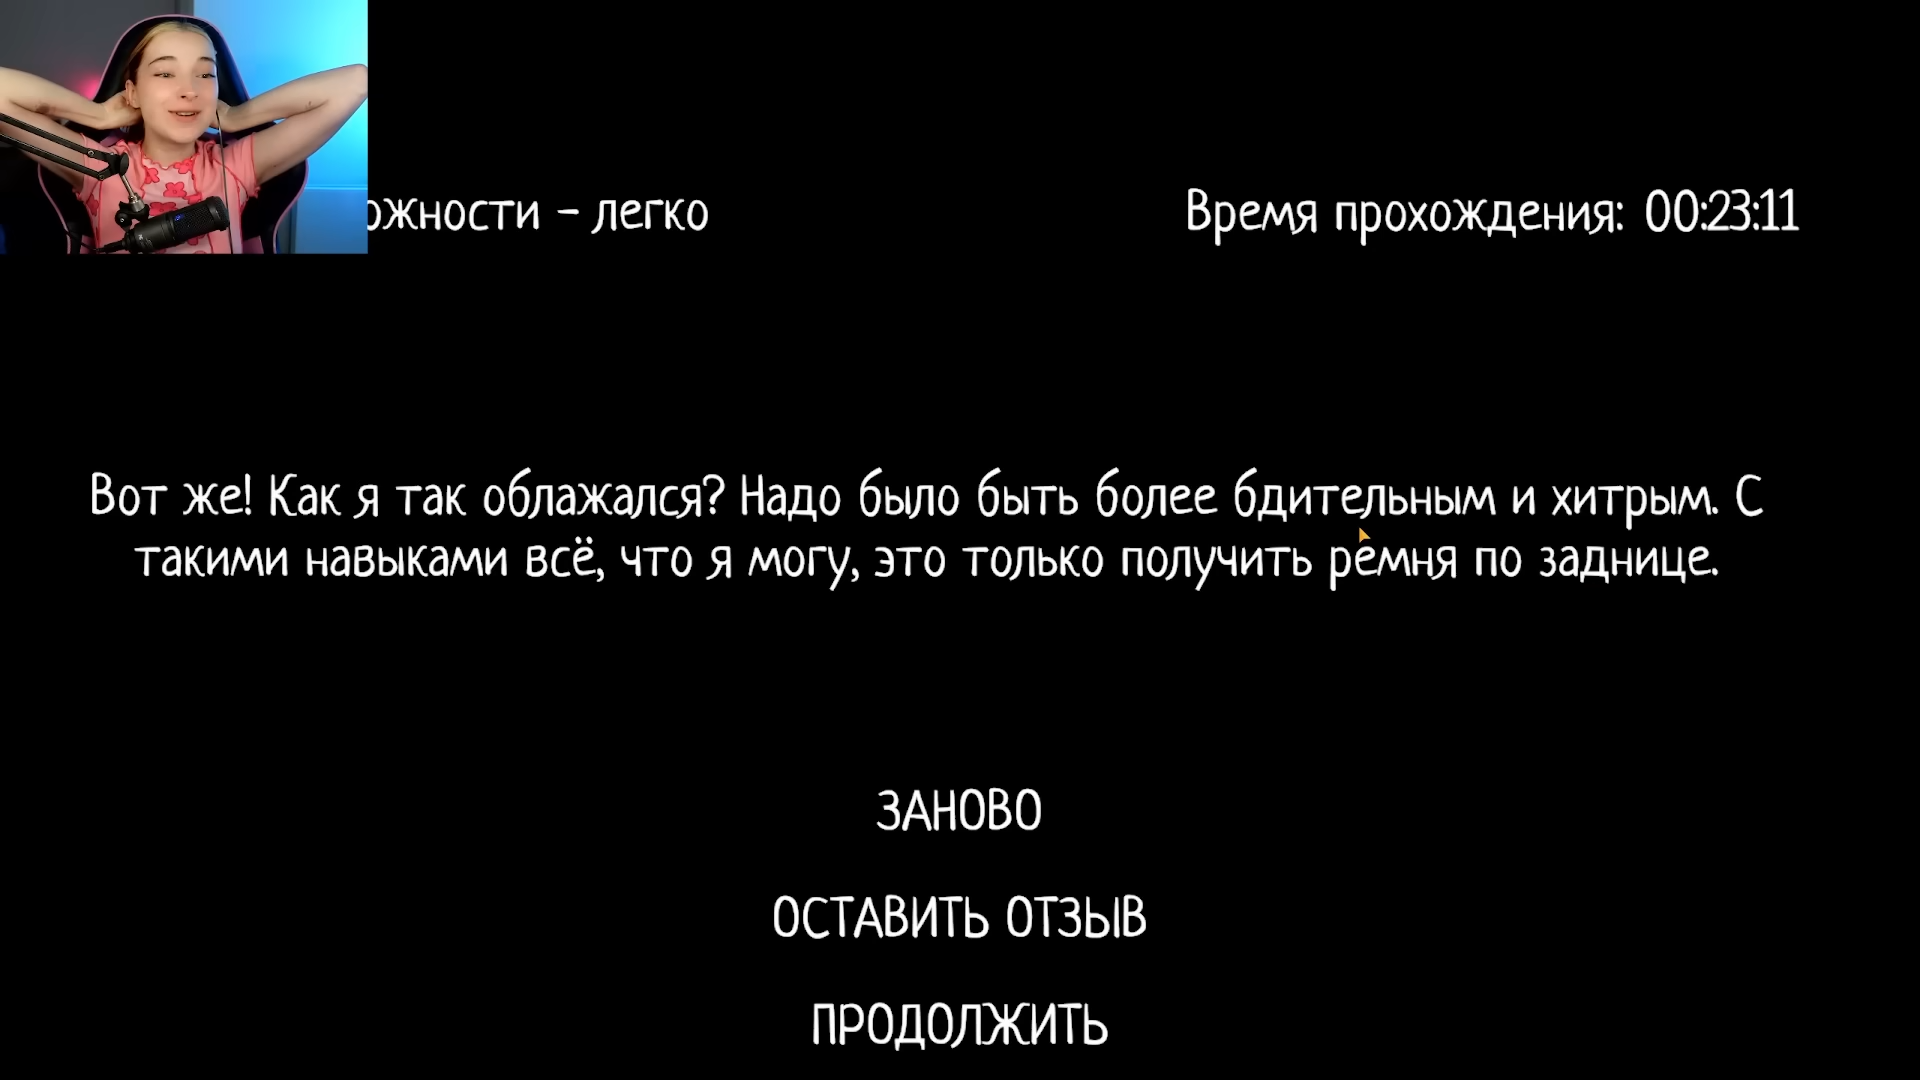 – легко
Время прохождения: 00:23:11
Вот же! Как я так облажался? Надо было быть более бдительным и хитрым. С
такими навыками всё, что я могу, это только получить ремня по заднице.
ЗАНОВО
ОСТАВИТЬ ОТЗЫВ
ПРОДОЛЖИТЬ